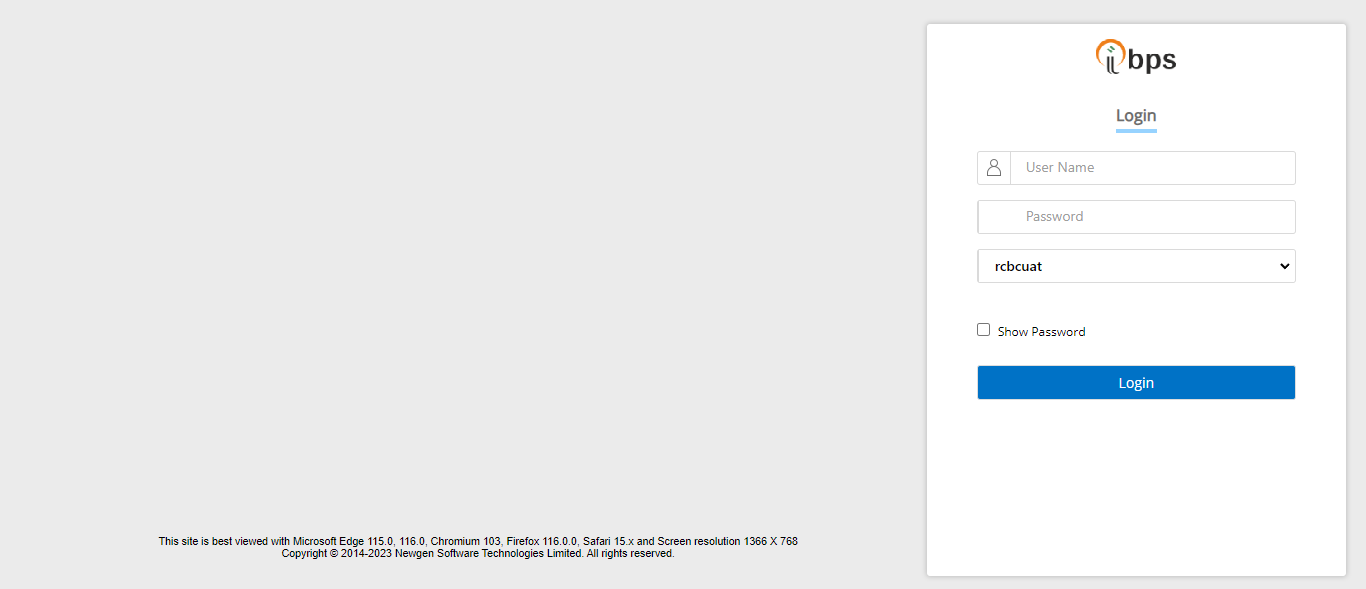 ibps
Login
User Name
Password
rcbcuat
Show Password
Login
This site is best viewed with Microsoft Edge 115.0, 116.0, Chromium 103, Firefox 116.0.0, Safari 15.x and Screen resolution 1366 X 768
Copyright © 2014-2023 Newgen Software Technologies Limited. All rights reserved.